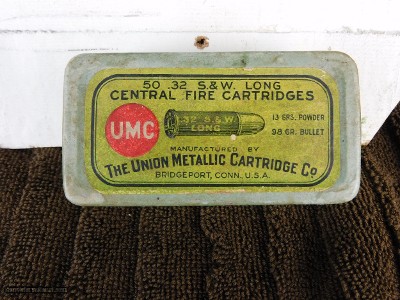 50 .32 S.&W. LONG
CENTRAL FIRE CARTRIDGES
UMC
.32 S.&W.
LONG
13 GRS. POWDER
98 GR. BULLET
MANUFACTURED BY
THE UNION METALLIC CARTRIDGE CO.
BRIDGEPORT, CONN. U.S.A.